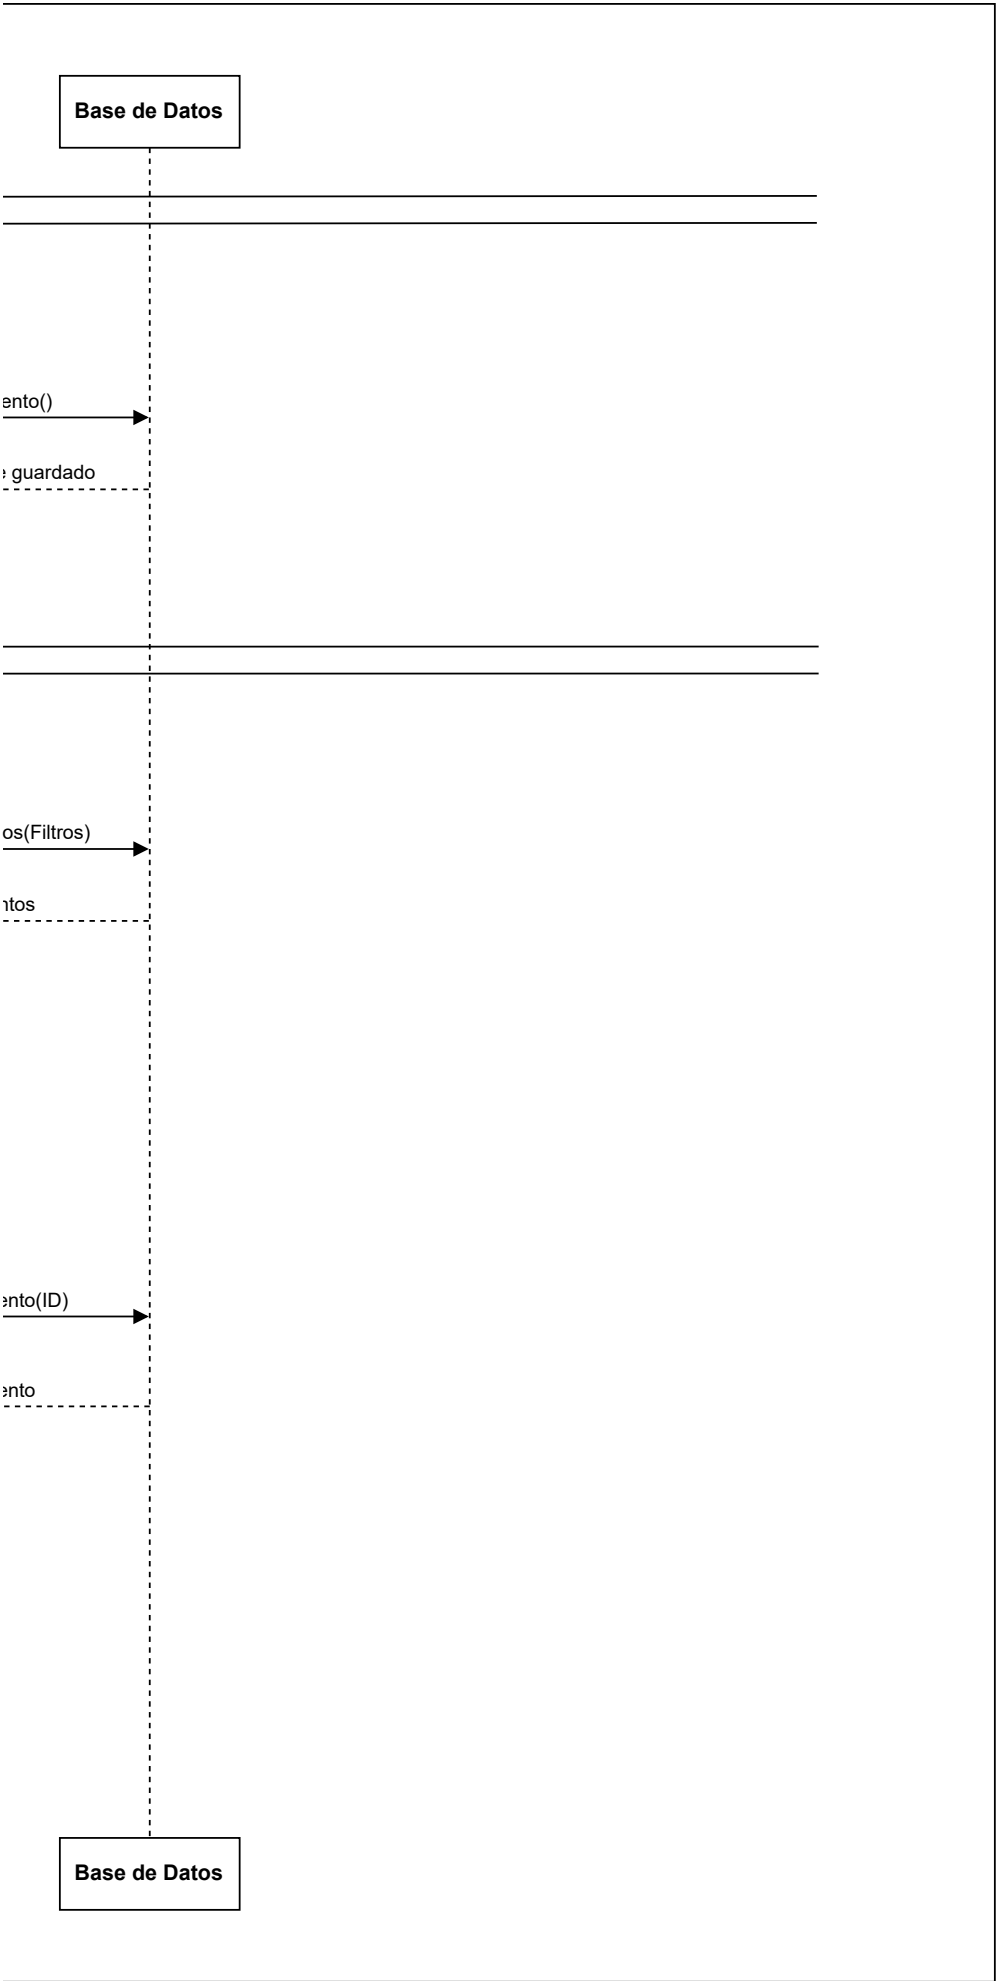 Base de Datos
ento()
guardado
os(Filtros)
ntos
ento(ID)
ento
Base de Datos